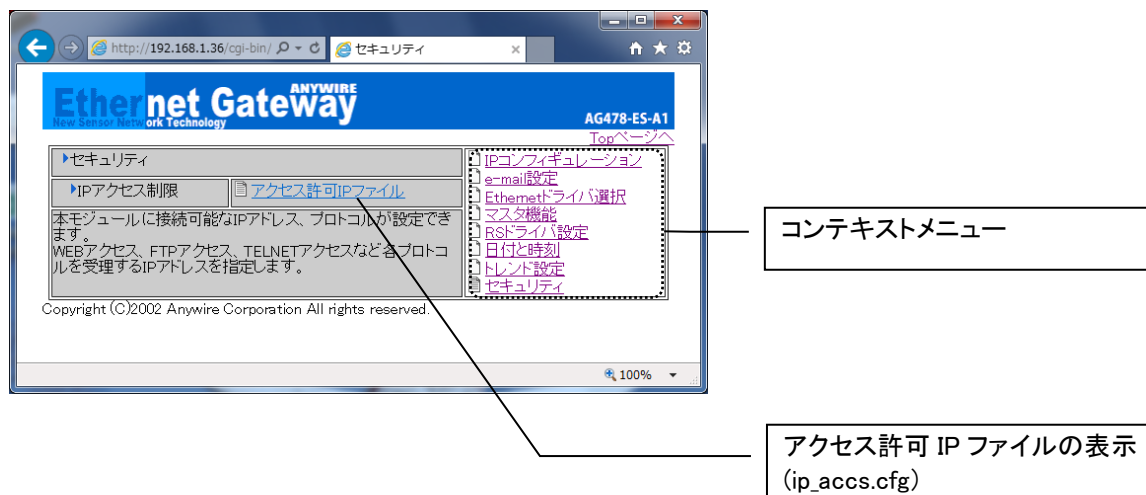 http://192.168.1.36/cgi-bin/
セキュリティ
Ethernet Gateway
ANYWIRE
New Sensor Network Technology
AG478-ES-A1
Topページへ
セキュリティ
IPアクセス制限
アクセス許可IPファイル
本モジュールに接続可能なIPアドレス、プロトコルが設定でき
ます。
WEBアクセス、FTPアクセス、TELNETアクセスなど各プロトコ
ルを受理するIPアドレスを指定します。
IPコンフィギュレーション
e-mail設定
Ethernetドライバ選択
マスタ機能
RSドライバ設定
日付と時刻
トレンド設定
セキュリティ
Copyright (C)2002 Anywire Corporation All rights reserved.
100%
コンテキストメニュー
アクセス許可 IP ファイルの表示
(ip_accs.cfg)